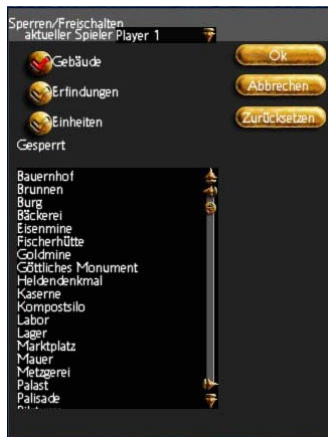 Sperren/Freischalten
aktueller Spieler Player 1
Gebäude
Ok
Erfindungen
Abbrechen
Einheiten
Zurücksetzen
Gesperrt
Bauernhof
Brunnen
Burg
Bäckerei
Eisenmine
Fischerhütte
Goldmine
Göttliches Monument
Heldendenkmal
Kaserne
Kompostsilo
Labor
Lager
Marktplatz
Mauer
Metzgerei
Palast
Palisade